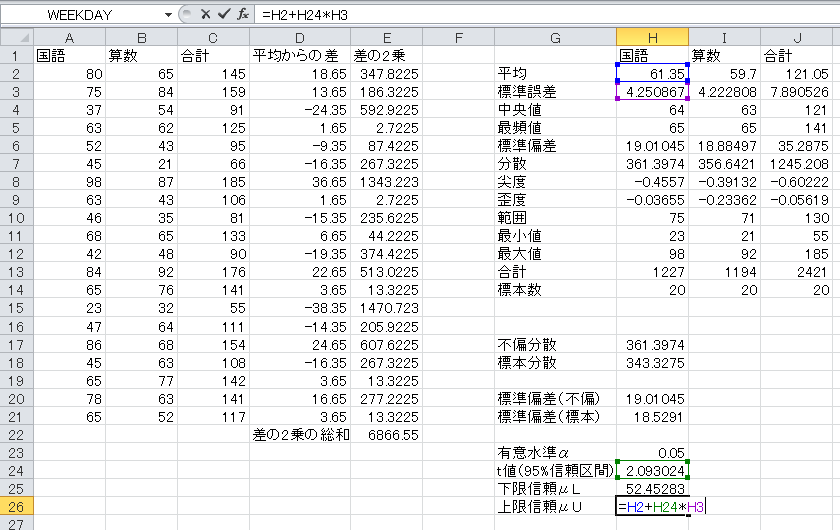 WEEKDAY fx =H2+H24*H3
A B C D E F G H I J
1 国語 算数 合計 平均からの差 差の2乗 国語 算数 合計
2 80 65 145 18.65 347.8225 平均 61.35 59.7 121.05
3 75 84 159 13.65 186.3225 標準誤差 4.250867 4.222808 7.890526
4 37 54 91 -24.35 592.9225 中央値 64 63 121
5 63 62 125 1.65 2.7225 最頻値 65 65 141
6 52 43 95 -9.35 87.4225 標準偏差 19.01045 18.88497 35.2875
7 45 21 66 -16.35 267.3225 分散 361.3974 356.6421 1245.208
8 98 87 185 36.65 1343.223 尖度 -0.4557 -0.39132 -0.60222
9 63 43 106 1.65 2.7225 歪度 -0.03655 -0.23362 -0.05619
10 46 35 81 -15.35 235.6225 範囲 75 71 130
11 68 65 133 6.65 44.2225 最小値 23 21 55
12 42 48 90 -19.35 374.4225 最大値 98 92 185
13 84 92 176 22.65 513.0225 合計 1227 1194 2421
14 65 76 141 3.65 13.3225 標本数 20 20 20
15 23 32 55 -38.35 1470.723
16 47 64 111 -14.35 205.9225
17 86 68 154 24.65 607.6225 不偏分散 361.3974
18 45 63 108 -16.35 267.3225 標本分散 343.3275
19 65 77 142 3.65 13.3225
20 78 63 141 16.65 277.2225 標準偏差(不偏) 19.01045
21 65 52 117 3.65 13.3225 標準偏差(標本) 18.5291
22 差の2乗の総和 6866.55
23 有意水準α 0.05
24 t値(95%信頼区間) 2.093024
25 下限信頼μL 52.45283
26 上限信頼μU =H2+H24*H3
27